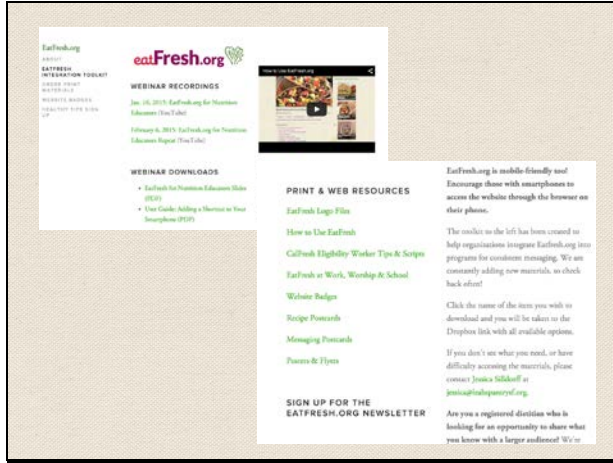 EatFresh.org
ABOUT
EATFRESH
INTEGRATION TOOLKIT
ORDER PRINT
MATERIALS
WEBSITE BADGES
HEALTHY TIPS SIGN
UP
eatFresh.org
WEBINAR RECORDINGS
Jan. 16, 2015: EatFresh.org for Nutrition
Educators (YouTube)
February 6, 2015: EatFresh.org for Nutrition
Educators Repeat (YouTube)
WEBINAR DOWNLOADS
• EatFresh for Nutrition Educators Slides
(PDF)
• User Guide: Adding a Shortcut to Your
Smartphone (PDF)
How to Use EatFresh.org
PRINT & WEB RESOURCES
EatFresh Logo Files
How to Use EatFresh
CalFresh Eligibility Worker Tips & Scripts
EatFresh at Work, Worship & School
Website Badges
Recipe Postcards
Messaging Postcards
Posters & Flyers
SIGN UP FOR THE
EATFRESH.ORG NEWSLETTER
EatFresh.org is mobile-friendly too!
Encourage those with smartphones to
access the website through the browser on
their phone.
The toolkit to the left has been created to
help organizations integrate Eatfresh.org into
programs for consistent messaging. We are
constantly adding new materials, so check
back often!
Click the name of the item you wish to
download and you will be taken to the
Dropbox link with all available options.
If you don't see what you need, or have
difficulty accessing the materials, please
contact Jessica at
Are you a registered dietitian who is
looking for an opportunity to share what
you know with a larger audience? We're